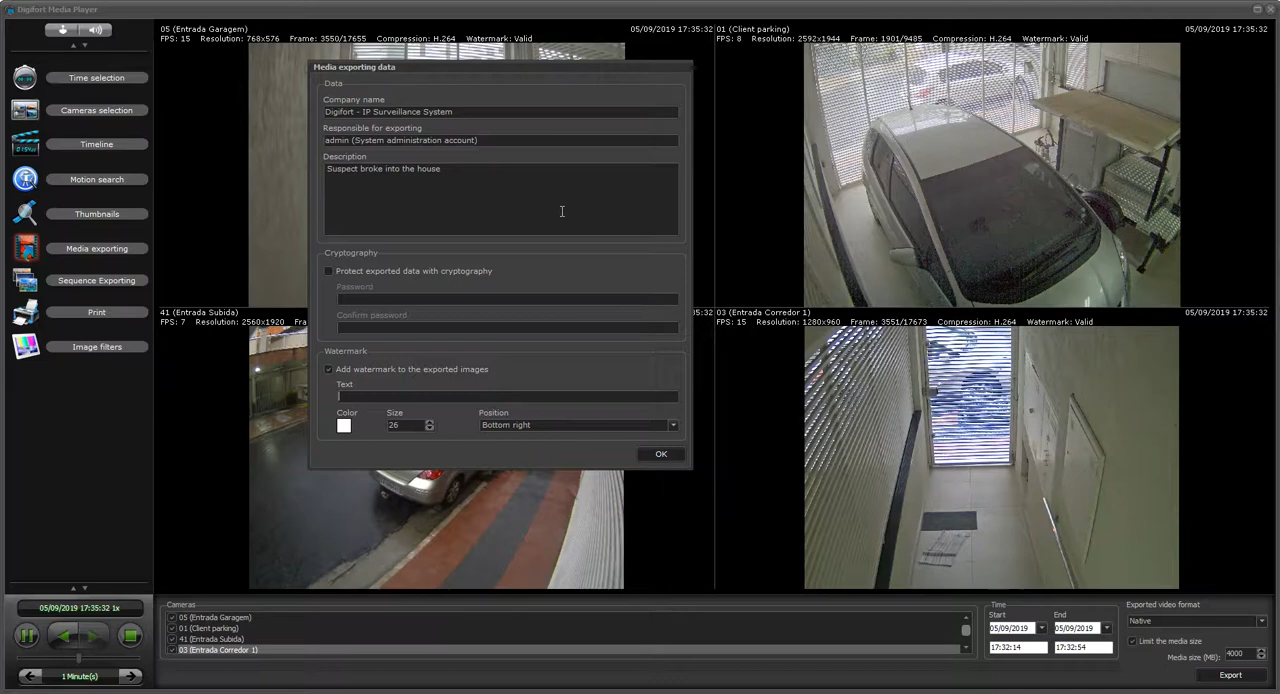 Digifort Media Player
Time selection
Cameras selection
Timeline
Motion search
Thumbnails
Media exporting
Sequence Exporting
Print
Image filters
05 (Entrada Garagem)
05/09/2019 17:35:32
FPS: 15 Resolution: 768x576 Frame: 3550/17655 Compression: H.264 Watermark: Valid
01 (Client parking)
05/09/2019 17:35:32
FPS: 8 Resolution: 2592x1944 Frame: 1901/9485 Compression: H.264 Watermark: Valid
Media exporting data
Data
Company name
Digifort - IP Surveillance System
Responsible for exporting
admin (System administration account)
Description
Suspect broke into the house
Cryptography
Protect exported data with cryptography
Password
Confirm password
Watermark
Add watermark to the exported images
Text
Color
Size
Position
26
Bottom right
OK
41 (Entrada Subida)
35:32
FPS: 7 Resolution: 2560x1920 Fra
03 (Entrada Corredor 1)
05/09/2019 17:35:32
FPS: 15 Resolution: 1280x960 Frame: 3551/17673 Compression: H.264 Watermark: Valid
05/09/2019 17:35:32 1x
1 Minute(s)
Cameras
05 (Entrada Garagem)
01 (Client parking)
41 (Entrada Subida)
03 (Entrada Corredor 1)
Time
Start
End
05/09/2019
05/09/2019
17:32:14
17:32:54
Exported video format
Native
Limit the media size
Media size (MB): 4000
Export